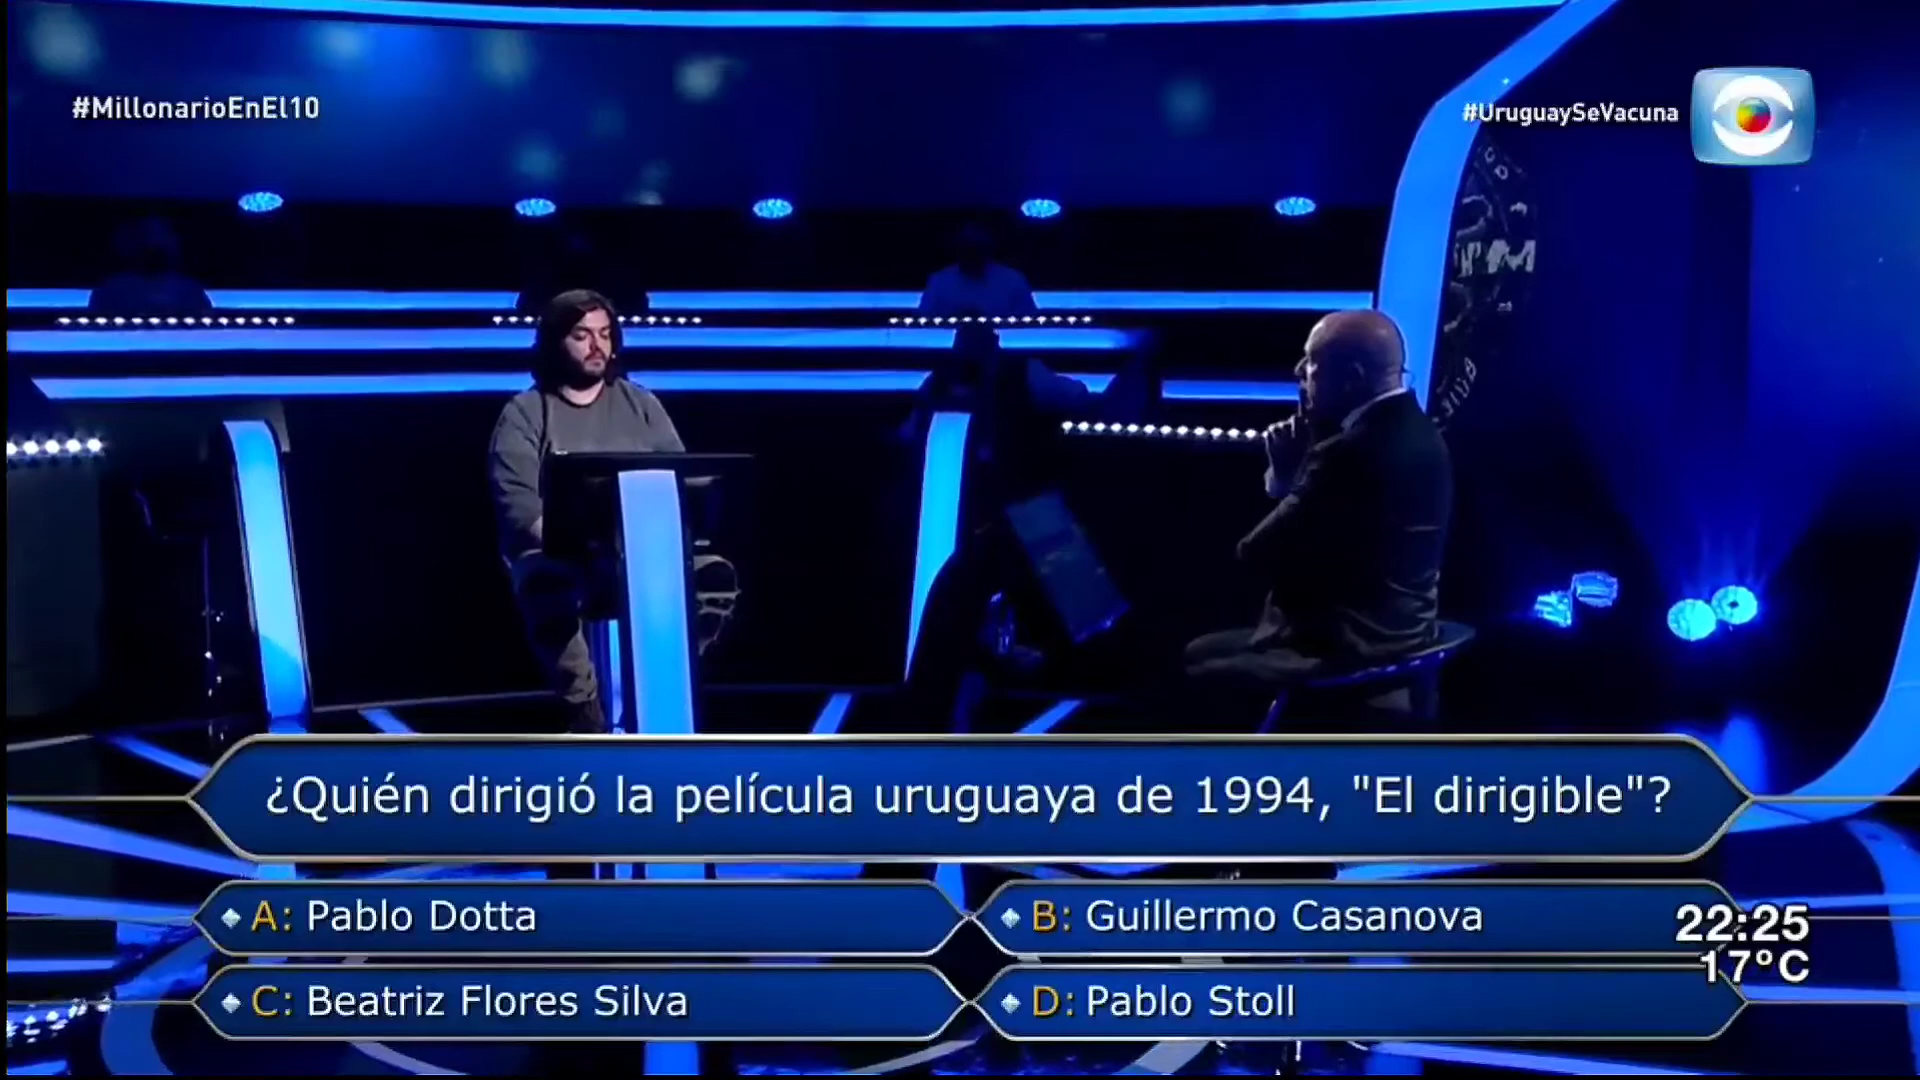 #MillonarioEnEl10
#UruguaySeVacuna
¿Quién dirigió la película uruguaya de 1994, "El dirigible"?
A: Pablo Dotta
B: Guillermo Casanova
C: Beatriz Flores Silva
D: Pablo Stoll
22:25
17°C